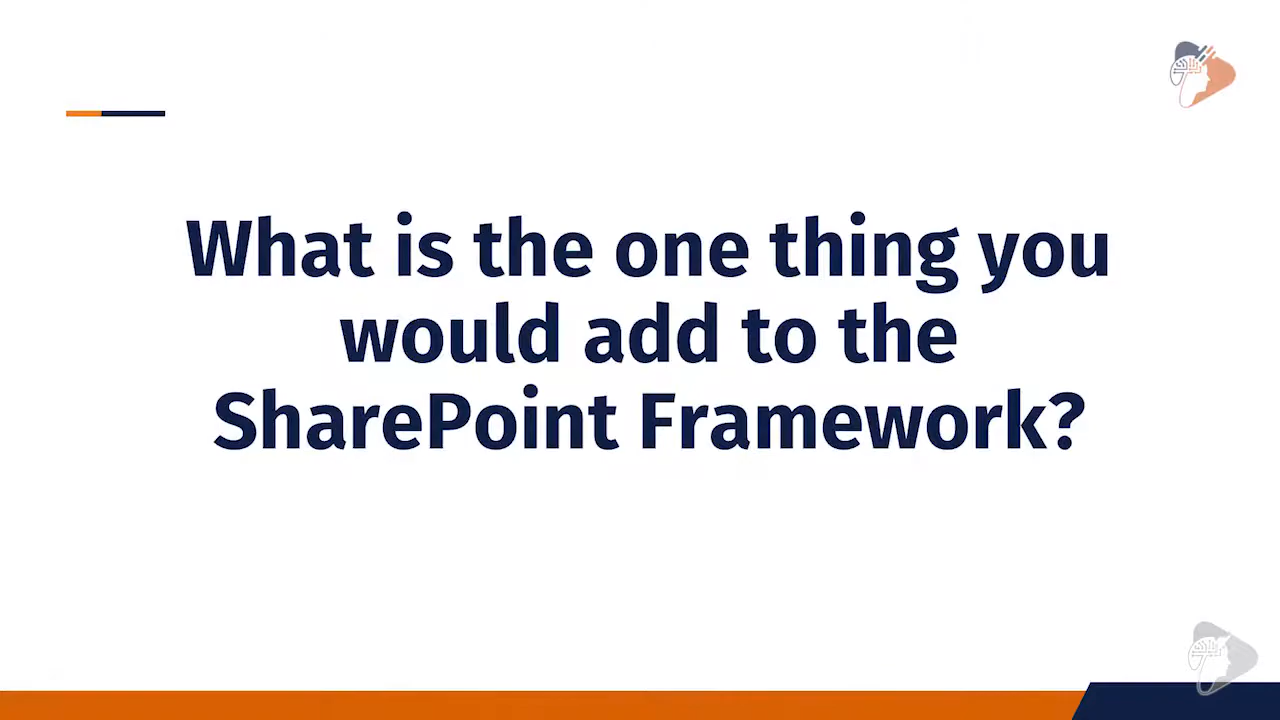 What is the one thing you
would add to the
SharePoint Framework?